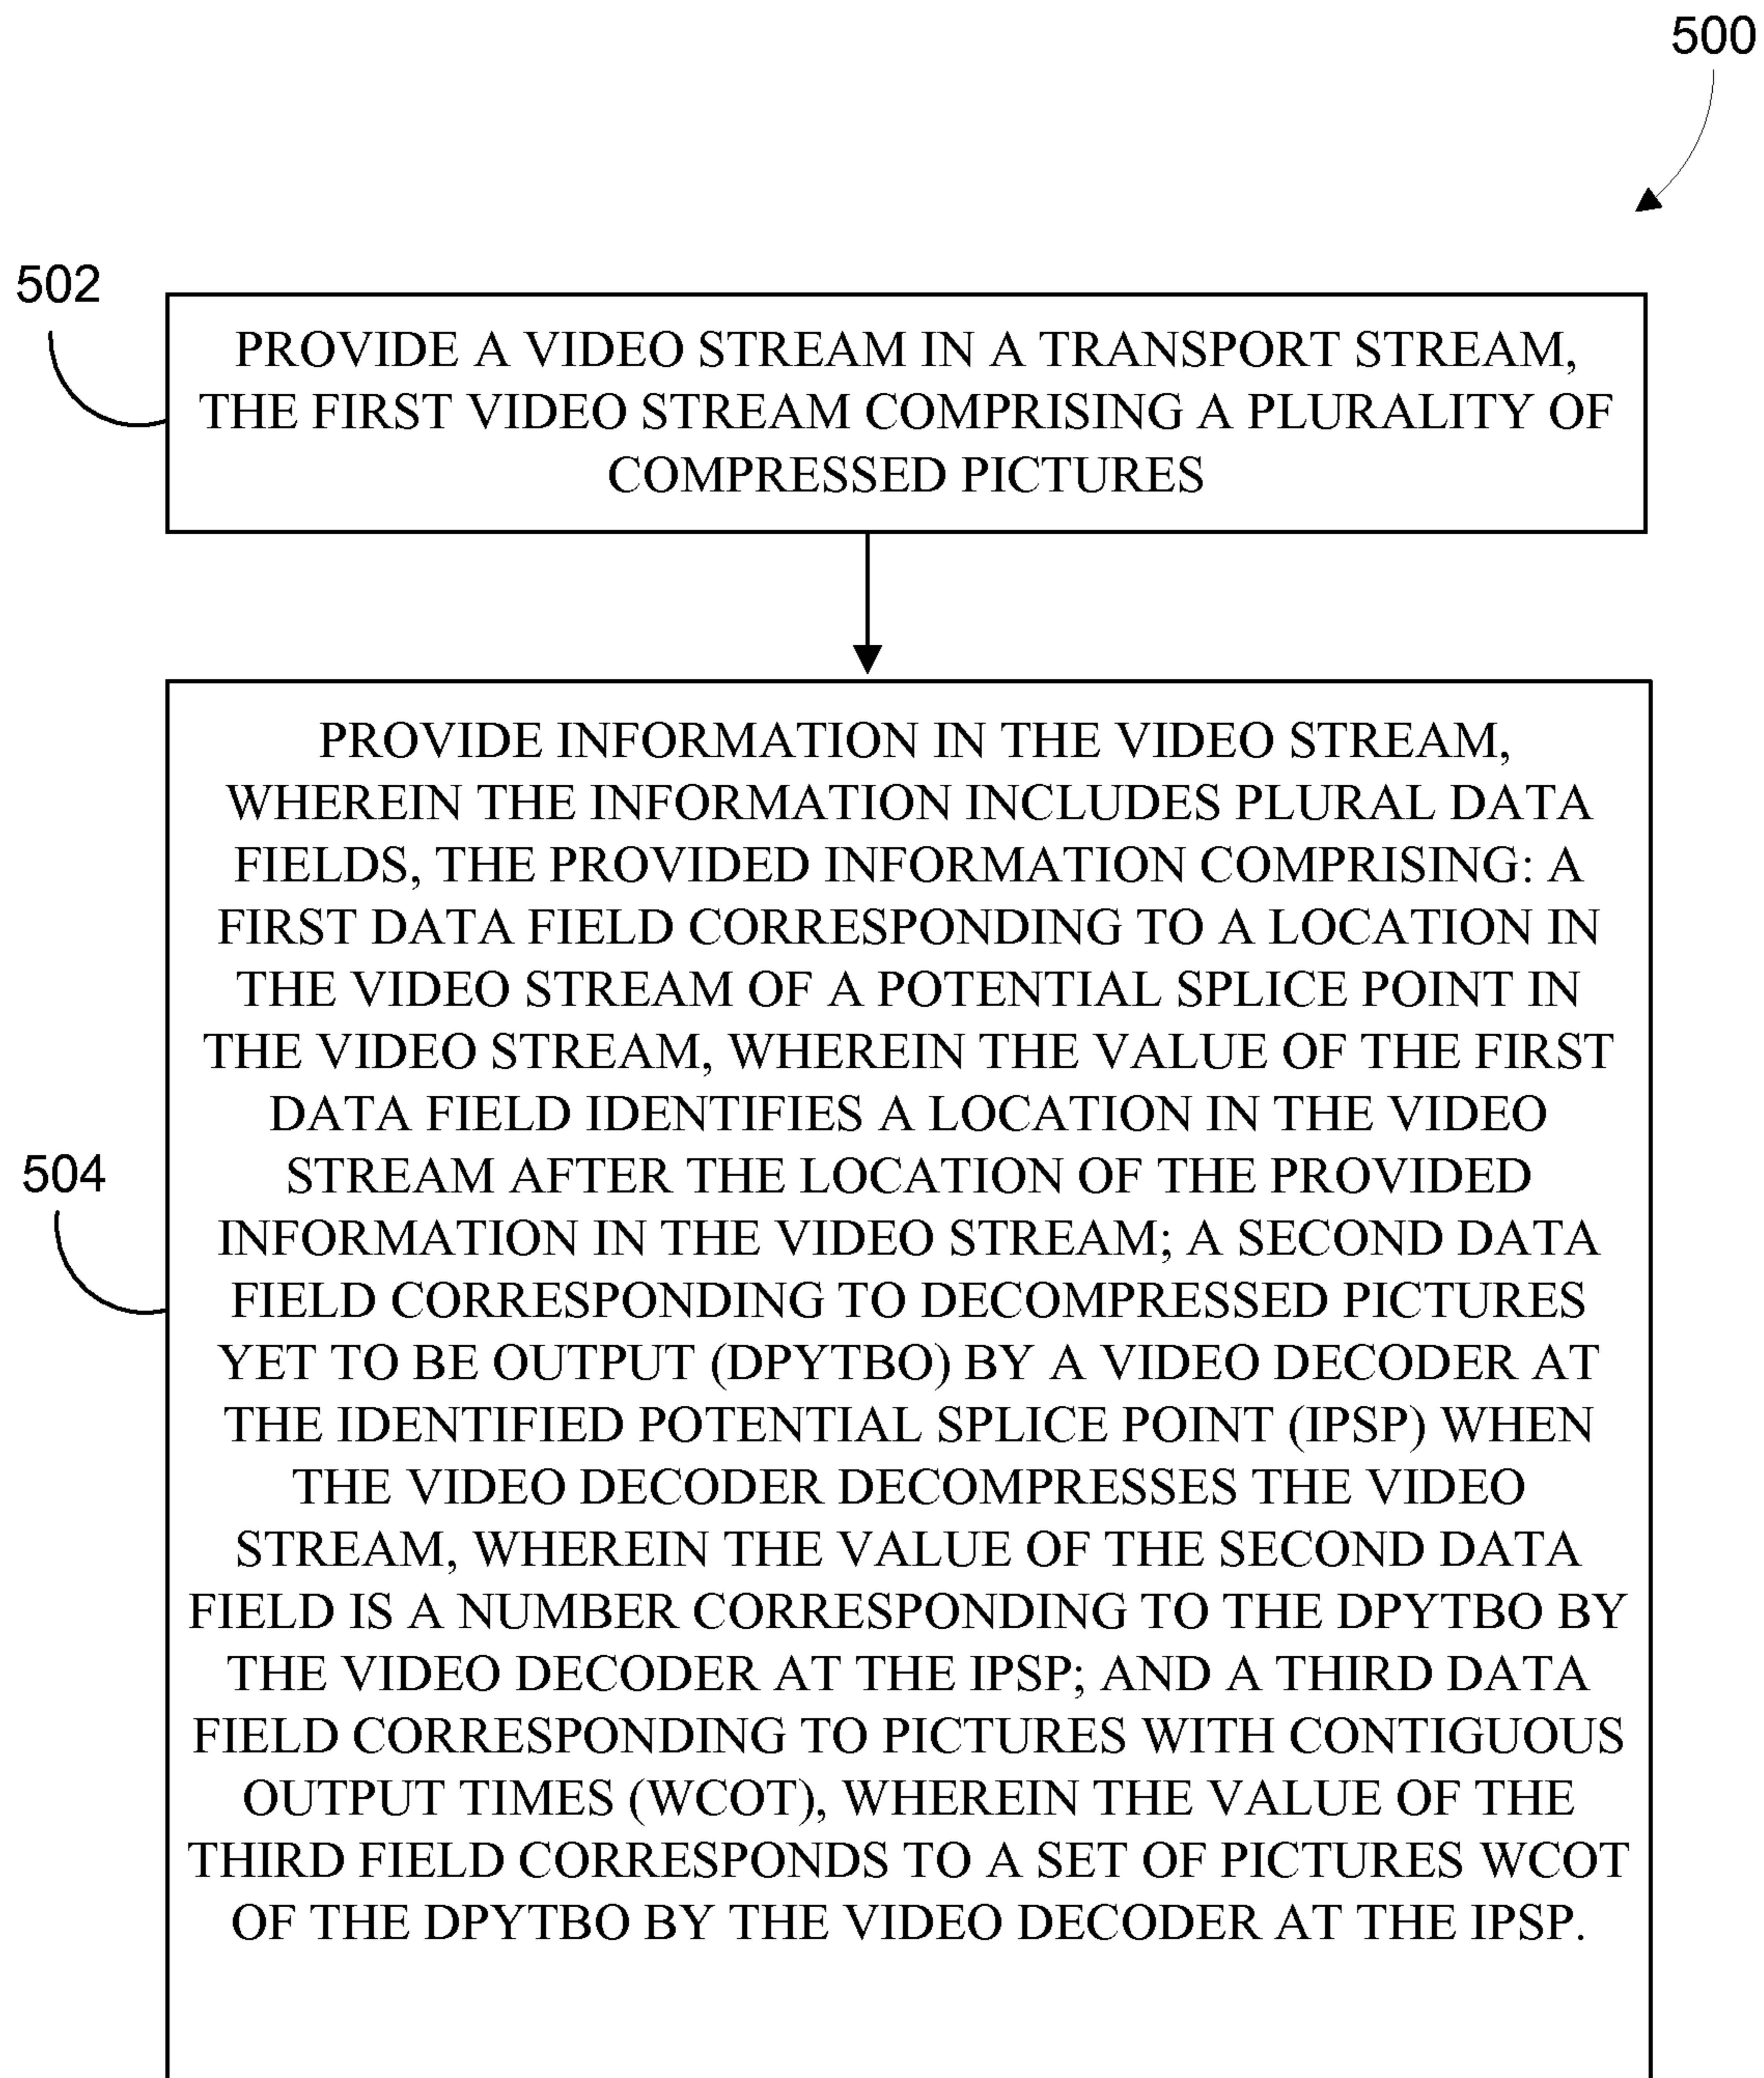 500
502
PROVIDE A VIDEO STREAM IN A TRANSPORT STREAM,
THE FIRST VIDEO STREAM COMPRISING A PLURALITY OF
COMPRESSED PICTURES
504
PROVIDE INFORMATION IN THE VIDEO STREAM,
WHEREIN THE INFORMATION INCLUDES PLURAL DATA
FIELDS, THE PROVIDED INFORMATION COMPRISING: A
FIRST DATA FIELD CORRESPONDING TO A LOCATION IN
THE VIDEO STREAM OF A POTENTIAL SPLICE POINT IN
THE VIDEO STREAM, WHEREIN THE VALUE OF THE FIRST
DATA FIELD IDENTIFIES A LOCATION IN THE VIDEO
STREAM AFTER THE LOCATION OF THE PROVIDED
INFORMATION IN THE VIDEO STREAM; A SECOND DATA
FIELD CORRESPONDING TO DECOMPRESSED PICTURES
YET TO BE OUTPUT (DPYTBO) BY A VIDEO DECODER AT
THE IDENTIFIED POTENTIAL SPLICE POINT (IPSP) WHEN
THE VIDEO DECODER DECOMPRESSES THE VIDEO
STREAM, WHEREIN THE VALUE OF THE SECOND DATA
FIELD IS A NUMBER CORRESPONDING TO THE DPYTBO BY
THE VIDEO DECODER AT THE IPSP; AND A THIRD DATA
FIELD CORRESPONDING TO PICTURES WITH CONTIGUOUS
OUTPUT TIMES (WCOT), WHEREIN THE VALUE OF THE
THIRD FIELD CORRESPONDS TO A SET OF PICTURES WCOT
OF THE DPYTBO BY THE VIDEO DECODER AT THE IPSP.